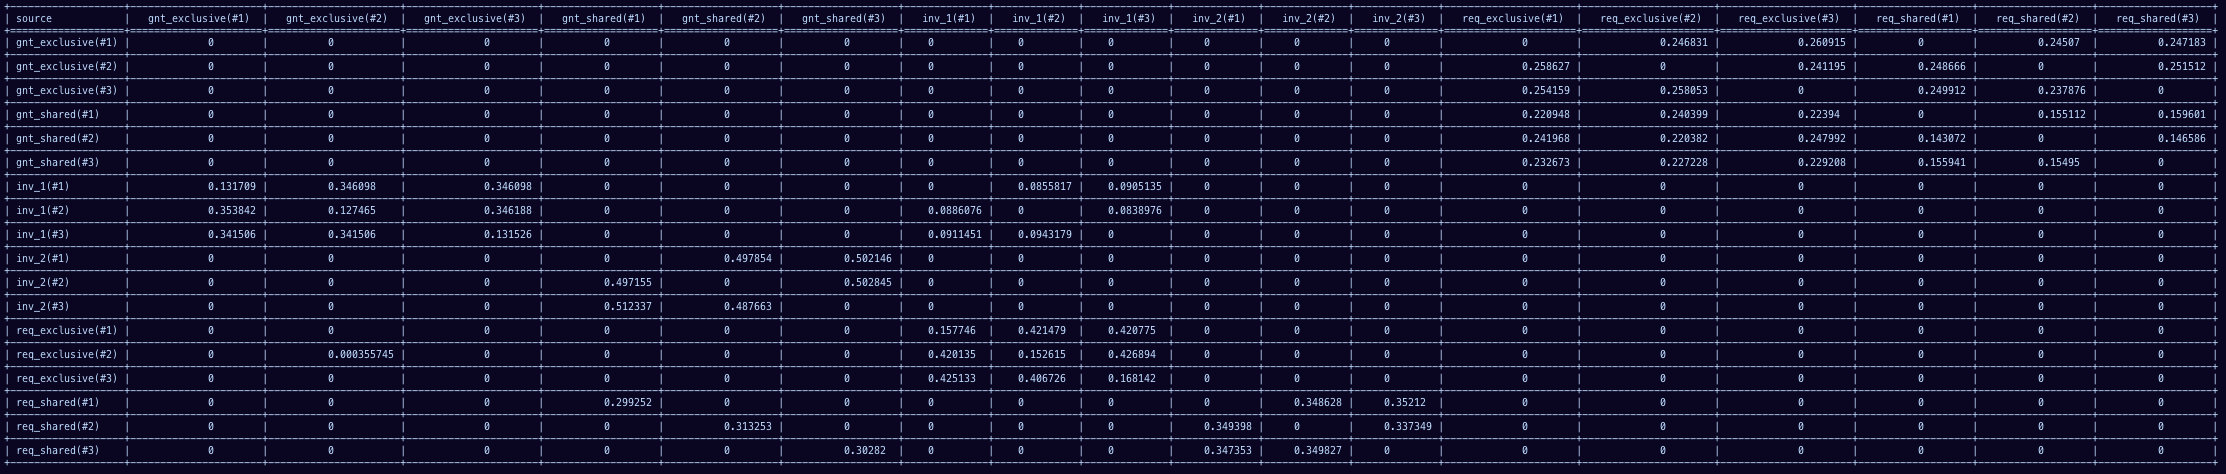 | source | gnt_exclusive(#1) | gnt_exclusive(#2) | gnt_exclusive(#3) | gnt_shared(#1) | gnt_shared(#2) | gnt_shared(#3) | inv_1(#1) | inv_1(#2) | inv_1(#3) | inv_2(#1) | inv_2(#2) | inv_2(#3) | req_exclusive(#1) | req_exclusive(#2) | req_exclusive(#3) | req_shared(#1) | req_shared(#2) | req_shared(#3) |
| gnt_exclusive(#1) | 0 | 0 | 0 | 0 | 0 | 0 | 0 | 0 | 0 | 0 | 0 | 0 | 0 | 0.246831 | 0.260915 | 0 | 0.24507 | 0.247183 |
| gnt_exclusive(#2) | 0 | 0 | 0 | 0 | 0 | 0 | 0 | 0 | 0 | 0 | 0 | 0 | 0.258627 | 0 | 0.241195 | 0.248666 | 0 | 0.251512 |
| gnt_exclusive(#3) | 0 | 0 | 0 | 0 | 0 | 0 | 0 | 0 | 0 | 0 | 0 | 0 | 0.254159 | 0.258053 | 0 | 0.249912 | 0.237876 | 0 |
| gnt_shared(#1) | 0 | 0 | 0 | 0 | 0 | 0 | 0 | 0 | 0 | 0 | 0 | 0 | 0.220948 | 0.240399 | 0.22394 | 0 | 0.155112 | 0.159601 |
| gnt_shared(#2) | 0 | 0 | 0 | 0 | 0 | 0 | 0 | 0 | 0 | 0 | 0 | 0 | 0.241968 | 0.220382 | 0.247992 | 0.143072 | 0 | 0.146586 |
| gnt_shared(#3) | 0 | 0 | 0 | 0 | 0 | 0 | 0 | 0 | 0 | 0 | 0 | 0 | 0.232673 | 0.227228 | 0.229208 | 0.155941 | 0.15495 | 0 |
| inv_1(#1) | 0.131709 | 0.346098 | 0.346098 | 0 | 0 | 0 | 0 | 0.0855817 | 0.0905135 | 0 | 0 | 0 | 0 | 0 | 0 | 0 | 0 | 0 |
| inv_1(#2) | 0.353842 | 0.127465 | 0.346188 | 0 | 0 | 0 | 0.0886076 | 0 | 0.0838976 | 0 | 0 | 0 | 0 | 0 | 0 | 0 | 0 | 0 |
| inv_1(#3) | 0.341506 | 0.341506 | 0.131526 | 0 | 0 | 0 | 0.0911451 | 0.0943179 | 0 | 0 | 0 | 0 | 0 | 0 | 0 | 0 | 0 | 0 |
| inv_2(#1) | 0 | 0 | 0 | 0 | 0.497854 | 0.502146 | 0 | 0 | 0 | 0 | 0 | 0 | 0 | 0 | 0 | 0 | 0 | 0 |
| inv_2(#2) | 0 | 0 | 0 | 0.497155 | 0 | 0.502845 | 0 | 0 | 0 | 0 | 0 | 0 | 0 | 0 | 0 | 0 | 0 | 0 |
| inv_2(#3) | 0 | 0 | 0 | 0.512337 | 0.487663 | 0 | 0 | 0 | 0 | 0 | 0 | 0 | 0 | 0 | 0 | 0 | 0 | 0 |
| req_exclusive(#1) | 0 | 0 | 0 | 0 | 0 | 0 | 0.157746 | 0.421479 | 0.420775 | 0 | 0 | 0 | 0 | 0 | 0 | 0 | 0 | 0 |
| req_exclusive(#2) | 0 | 0.000355745 | 0 | 0 | 0 | 0 | 0.420135 | 0.152615 | 0.426894 | 0 | 0 | 0 | 0 | 0 | 0 | 0 | 0 | 0 |
| req_exclusive(#3) | 0 | 0 | 0 | 0 | 0 | 0 | 0.425133 | 0.406726 | 0.168142 | 0 | 0 | 0 | 0 | 0 | 0 | 0 | 0 | 0 |
| req_shared(#1) | 0 | 0 | 0 | 0.299252 | 0 | 0 | 0 | 0 | 0 | 0 | 0.348628 | 0.35212 | 0 | 0 | 0 | 0 | 0 | 0 |
| req_shared(#2) | 0 | 0 | 0 | 0 | 0.313253 | 0 | 0 | 0 | 0 | 0.349398 | 0 | 0.337349 | 0 | 0 | 0 | 0 | 0 | 0 |
| req_shared(#3) | 0 | 0 | 0 | 0 | 0 | 0.30282 | 0 | 0 | 0 | 0.347353 | 0.349827 | 0 | 0 | 0 | 0 | 0 | 0 | 0 |